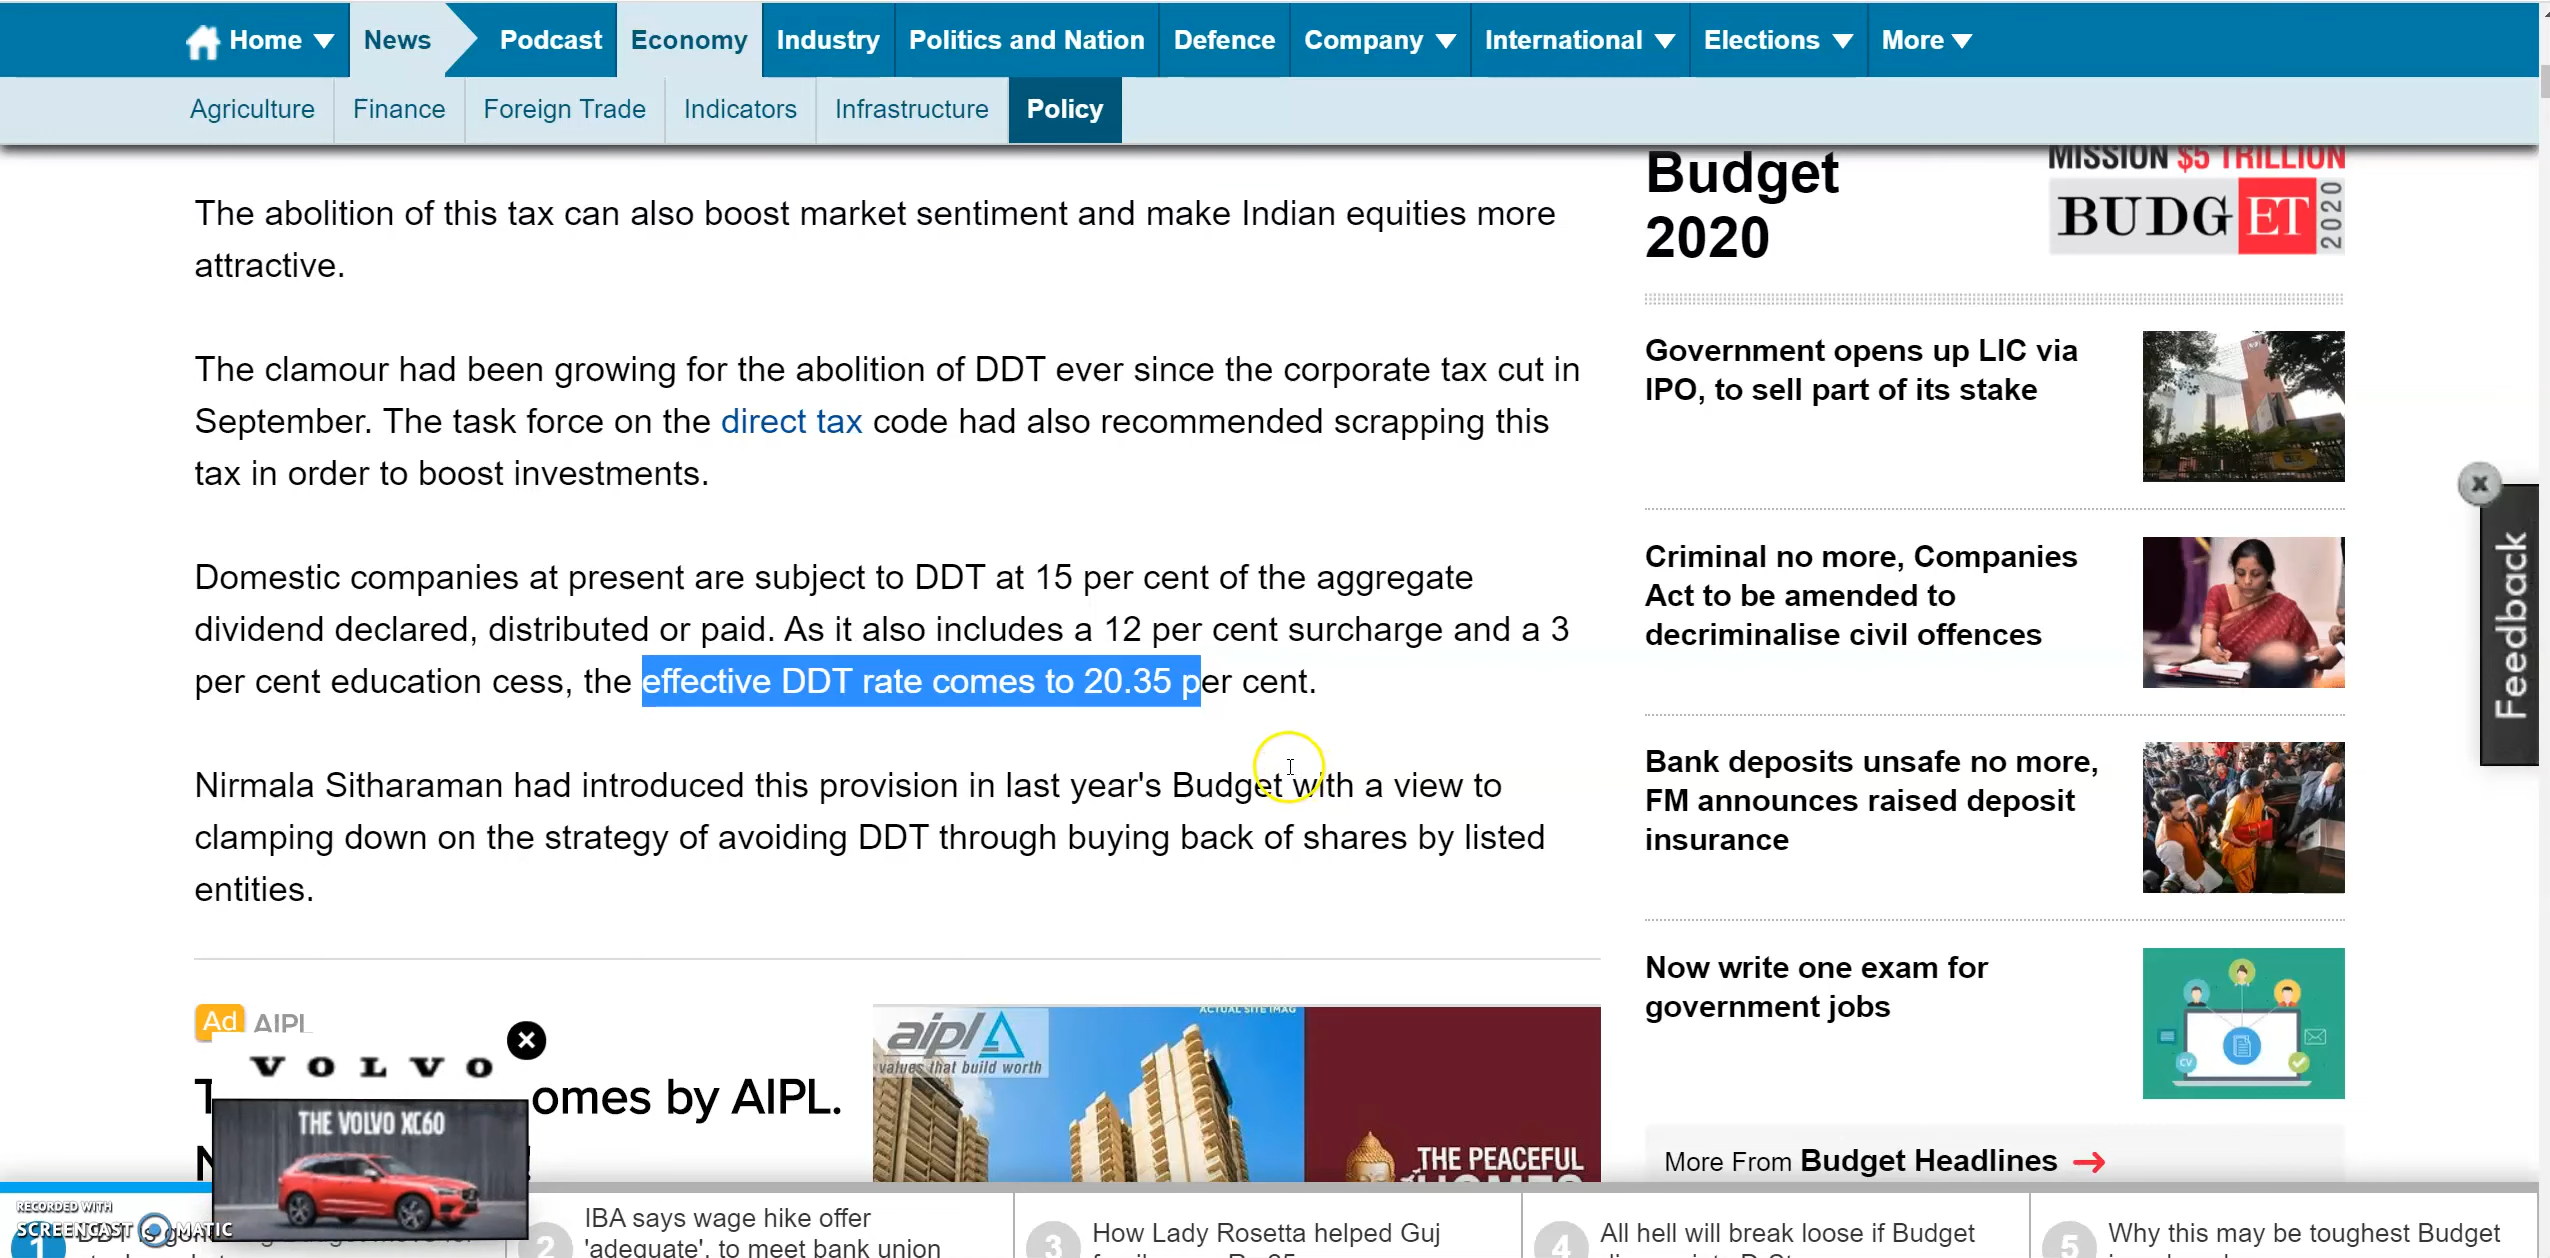 Home News Podcast Economy Industry Politics and Nation Defence Company International Elections More
Agriculture Finance Foreign Trade Indicators Infrastructure Policy
The abolition of this tax can also boost market sentiment and make Indian equities more
attractive.
The clamour had been growing for the abolition of DDT ever since the corporate tax cut in
September. The task force on the direct tax code had also recommended scrapping this
tax in order to boost investments.
Domestic companies at present are subject to DDT at 15 per cent of the aggregate
dividend declared, distributed or paid. As it also includes a 12 per cent surcharge and a 3
per cent education cess, the effective DDT rate comes to 20.35 per cent.
Nirmala Sitharaman had introduced this provision in last year's Budget with a view to
clamping down on the strategy of avoiding DDT through buying back of shares by listed
entities.
Ad AIPL
VOLVO
omes by AIPL.
THE VOLVO XC60
ACTUAL SITE IMAG
aipl
values that build worth
THE PEACEFUL
HOMES
Budget
2020
MISSION $5 TRILLION
BUDGET 2020
Government opens up LIC via
IPO, to sell part of its stake
Criminal no more, Companies
Act to be amended to
decriminalise civil offences
Bank deposits unsafe no more,
FM announces raised deposit
insurance
Now write one exam for
government jobs
CV
More From Budget Headlines
x
Feedback
RECORDED WITH
SCREENCAST MATIC
1 DDT is
2 IBA says wage hike offer
'adequate', to meet bank union
3 How Lady Rosetta helped Guj
4 All hell will break loose if Budget
5 Why this may be toughest Budget